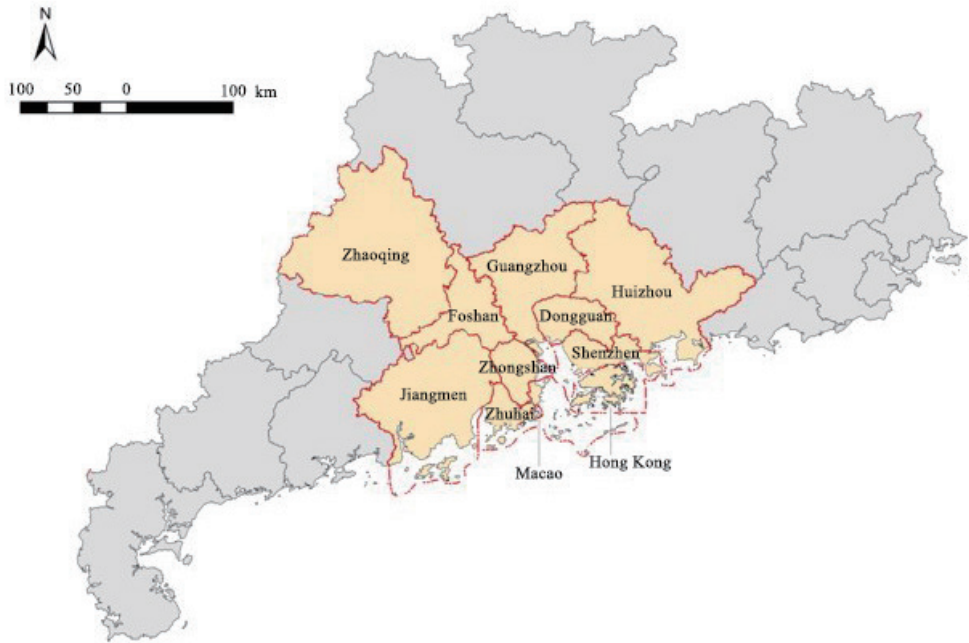 N
100 50 0 100 km
Zhaoqing
Guangzhou
Huizhou
Foshan
Dongguan
Shenzhen
Zhongshan
Jiangmen
Zhuhai
Hong Kong
Macao